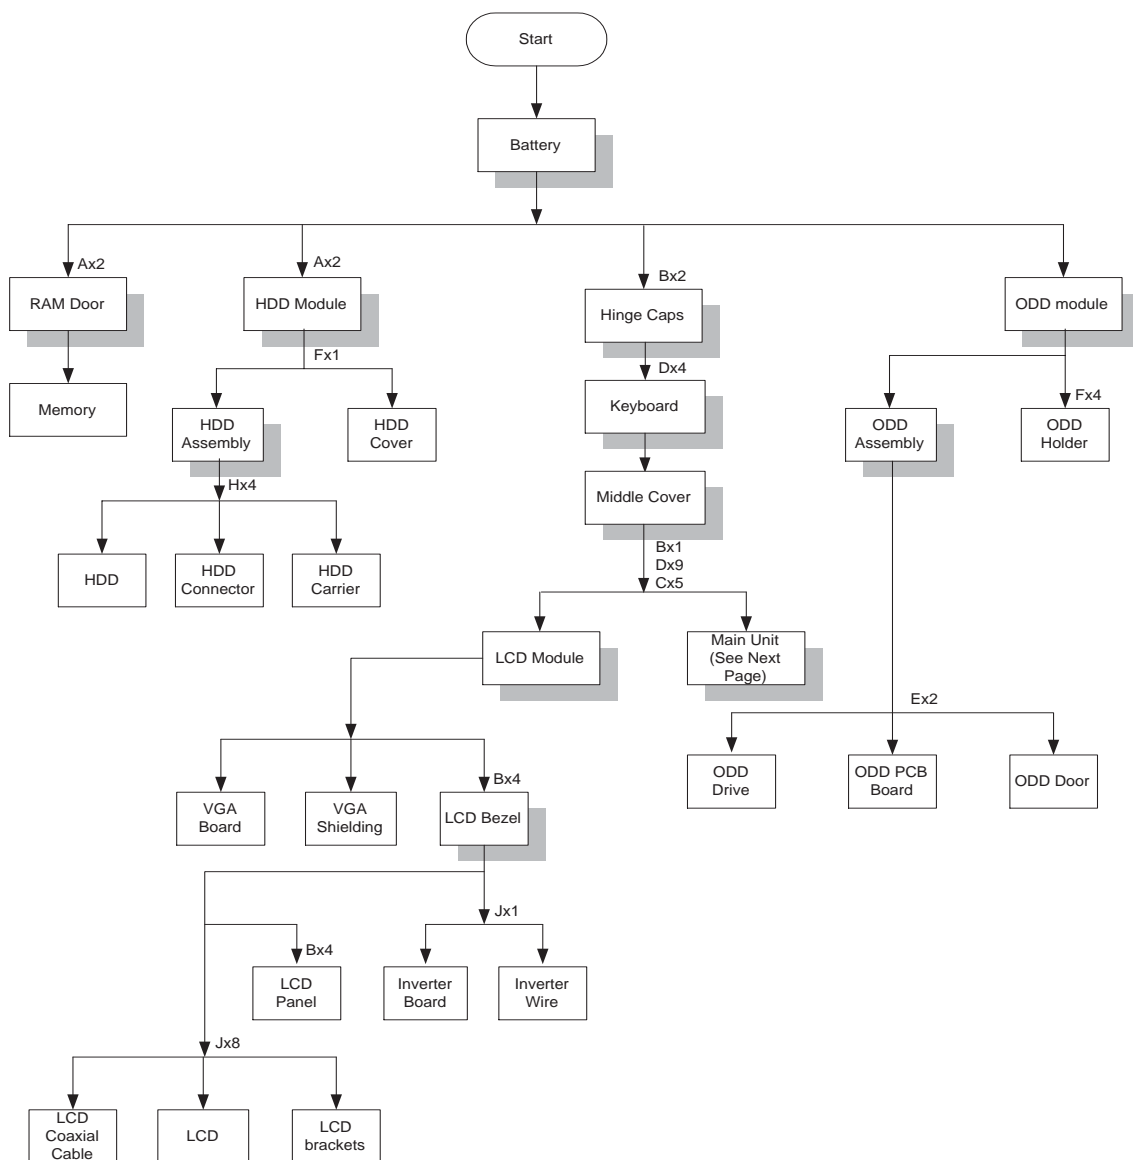 Start
Battery
Ax2
Ax2
Bx2
RAM Door
HDD Module
Hinge Caps
ODD module
Fx1
Dx4
Memory
HDD
Assembly
HDD
Cover
Keyboard
ODD
Assembly
Fx4
ODD
Holder
Hx4
Middle Cover
HDD
HDD
Connector
HDD
Carrier
Bx1
Dx9
Cx5
LCD Module
Main Unit
(See Next
Page)
Ex2
ODD
Drive
ODD PCB
Board
ODD Door
Bx4
VGA
Board
VGA
Shielding
LCD Bezel
Jx1
Bx4
LCD
Panel
Inverter
Board
Inverter
Wire
Jx8
LCD
Coaxial
Cable
LCD
LCD
brackets